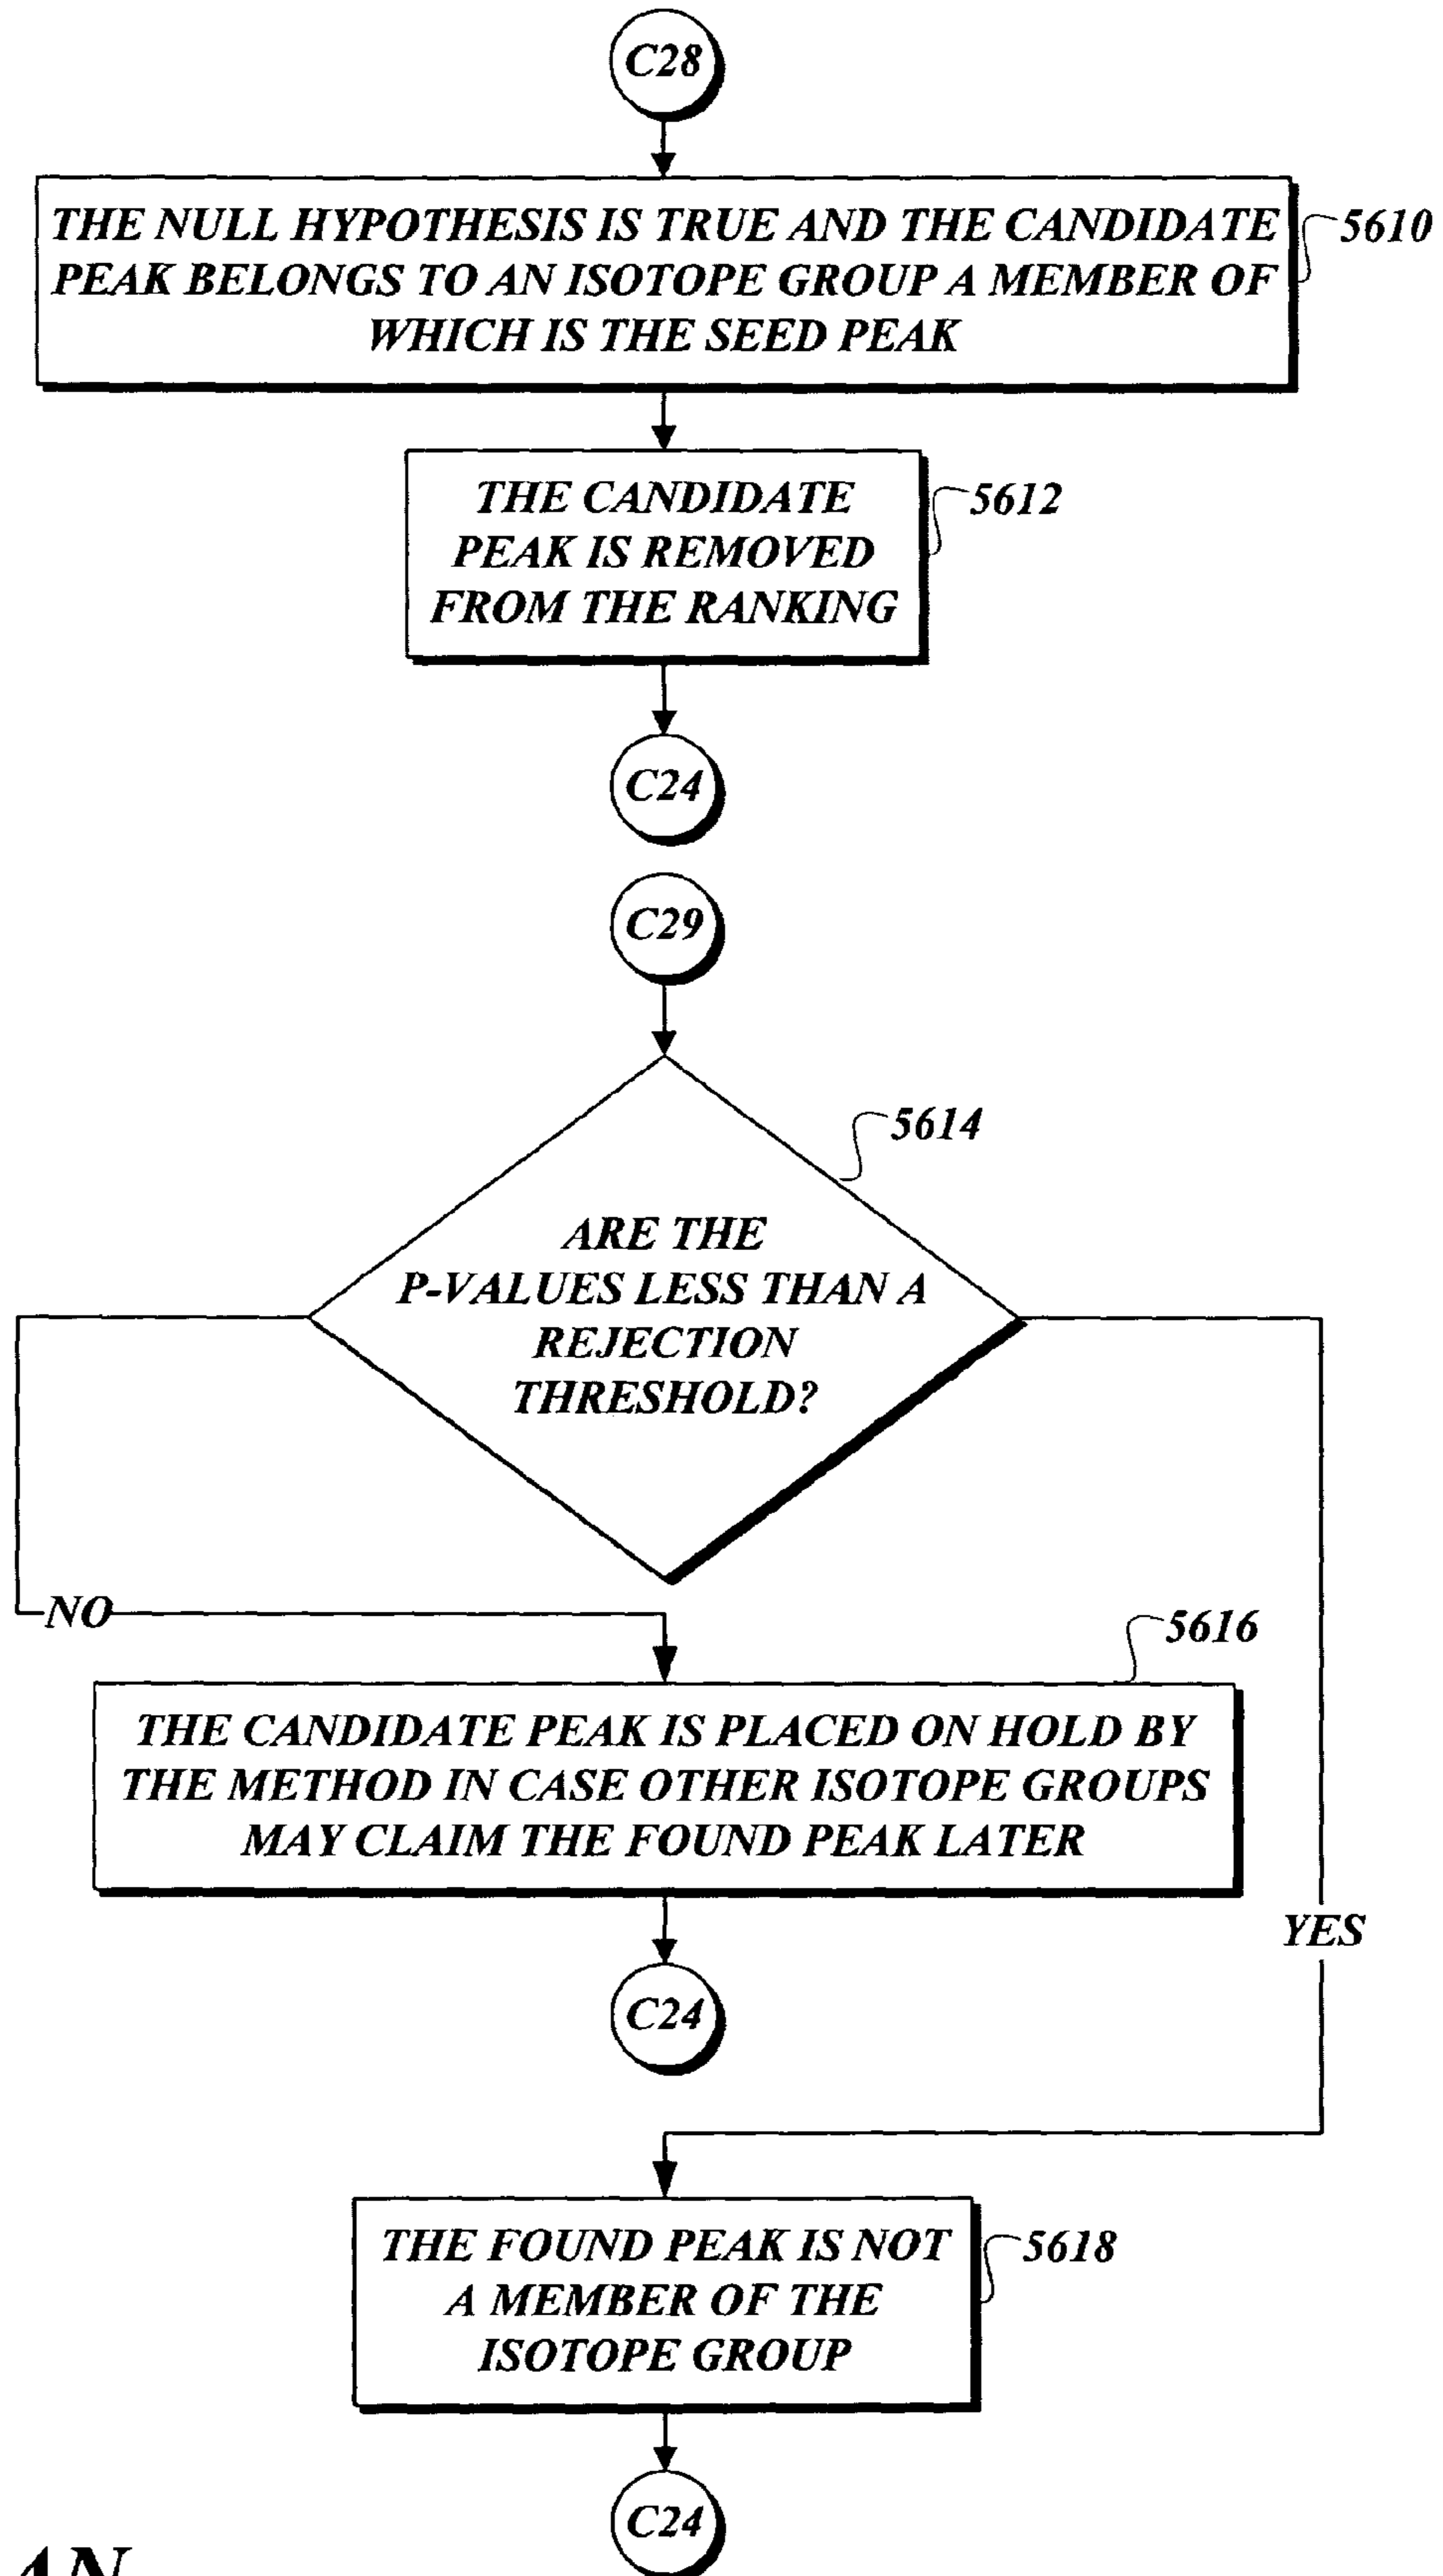 C28
THE NULL HYPOTHESIS IS TRUE AND THE CANDIDATE
PEAK BELONGS TO AN ISOTOPE GROUP A MEMBER OF
WHICH IS THE SEED PEAK
5610
THE CANDIDATE
PEAK IS REMOVED
FROM THE RANKING
5612
C24
C29
5614
ARE THE
P-VALUES LESS THAN A
REJECTION
THRESHOLD?
NO
5616
THE CANDIDATE PEAK IS PLACED ON HOLD BY
THE METHOD IN CASE OTHER ISOTOPE GROUPS
MAY CLAIM THE FOUND PEAK LATER
YES
C24
THE FOUND PEAK IS NOT
A MEMBER OF THE
ISOTOPE GROUP
5618
C24